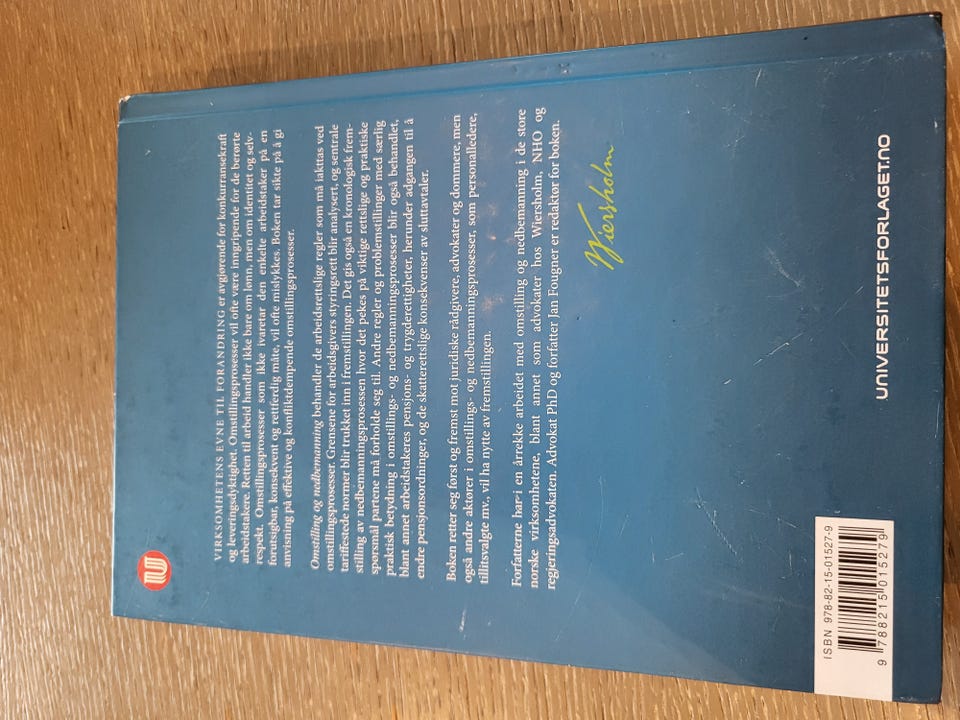 VIRKSOMHETENS EVNE TIL FORANDRING er avgjørende for konkurransekraft
og leveringsdyktighet. Omstillingsprosesser vil ofte være inngripende for de berørte
arbeidstakere. Retten til arbeid handler ikke bare om lønn, men om identitet og selv-
respekt. Omstillingsprosesser som ikke ivaretar den enkelte arbeidstaker på en
forutsigbar, konsekvent og rettferdig måte, vil ofte mislykkes. Boken tar sikte på å gi
anvisning på effektive og konfliktdempende omstillingsprosesser.
Omstilling og nedbemanning behandler de arbeidsrettslige regler som må iakttas ved
omstillingsprosesser. Grensene for arbeidsgivers styringsrett blir analysert, og sentrale
tariffestede normer blir trukket inn i fremstillingen. Det gis også en kronologisk frem-
stilling av nedbemanningsprosessen hvor det pekes på viktige rettslige og praktiske
spørsmål partene må forholde seg til. Andre regler og problemstillinger med særlig
praktisk betydning i omstillings- og nedbemanningsprosesser blir også behandlet,
blant annet arbeidstakeres pensjons- og trygderettigheter, herunder adgangen til å
endre pensjonsordninger, og de skatterettslige konsekvenser av sluttavtaler.
Boken retter seg først og fremst mot juridiske rådgivere, advokater og dommere, men
også andre aktører i omstillings- og nedbemanningsprosesser, som personalledere,
tillitsvalgte mv., vil ha nytte av fremstillingen.
Forfatterne har i en årrekke arbeidet med omstilling og nedbemanning i de store
norske virksomhetene, blant annet som advokater hos Wiersholm, NHO og
regjeringsadvokaten. Advokat PhD og forfatter Jan Fougner er redaktør for boken.
Wiersholm
ISBN 978-82-15-01527-9
9 788215 015279
UNIVERSITETSFORLAGET.NO